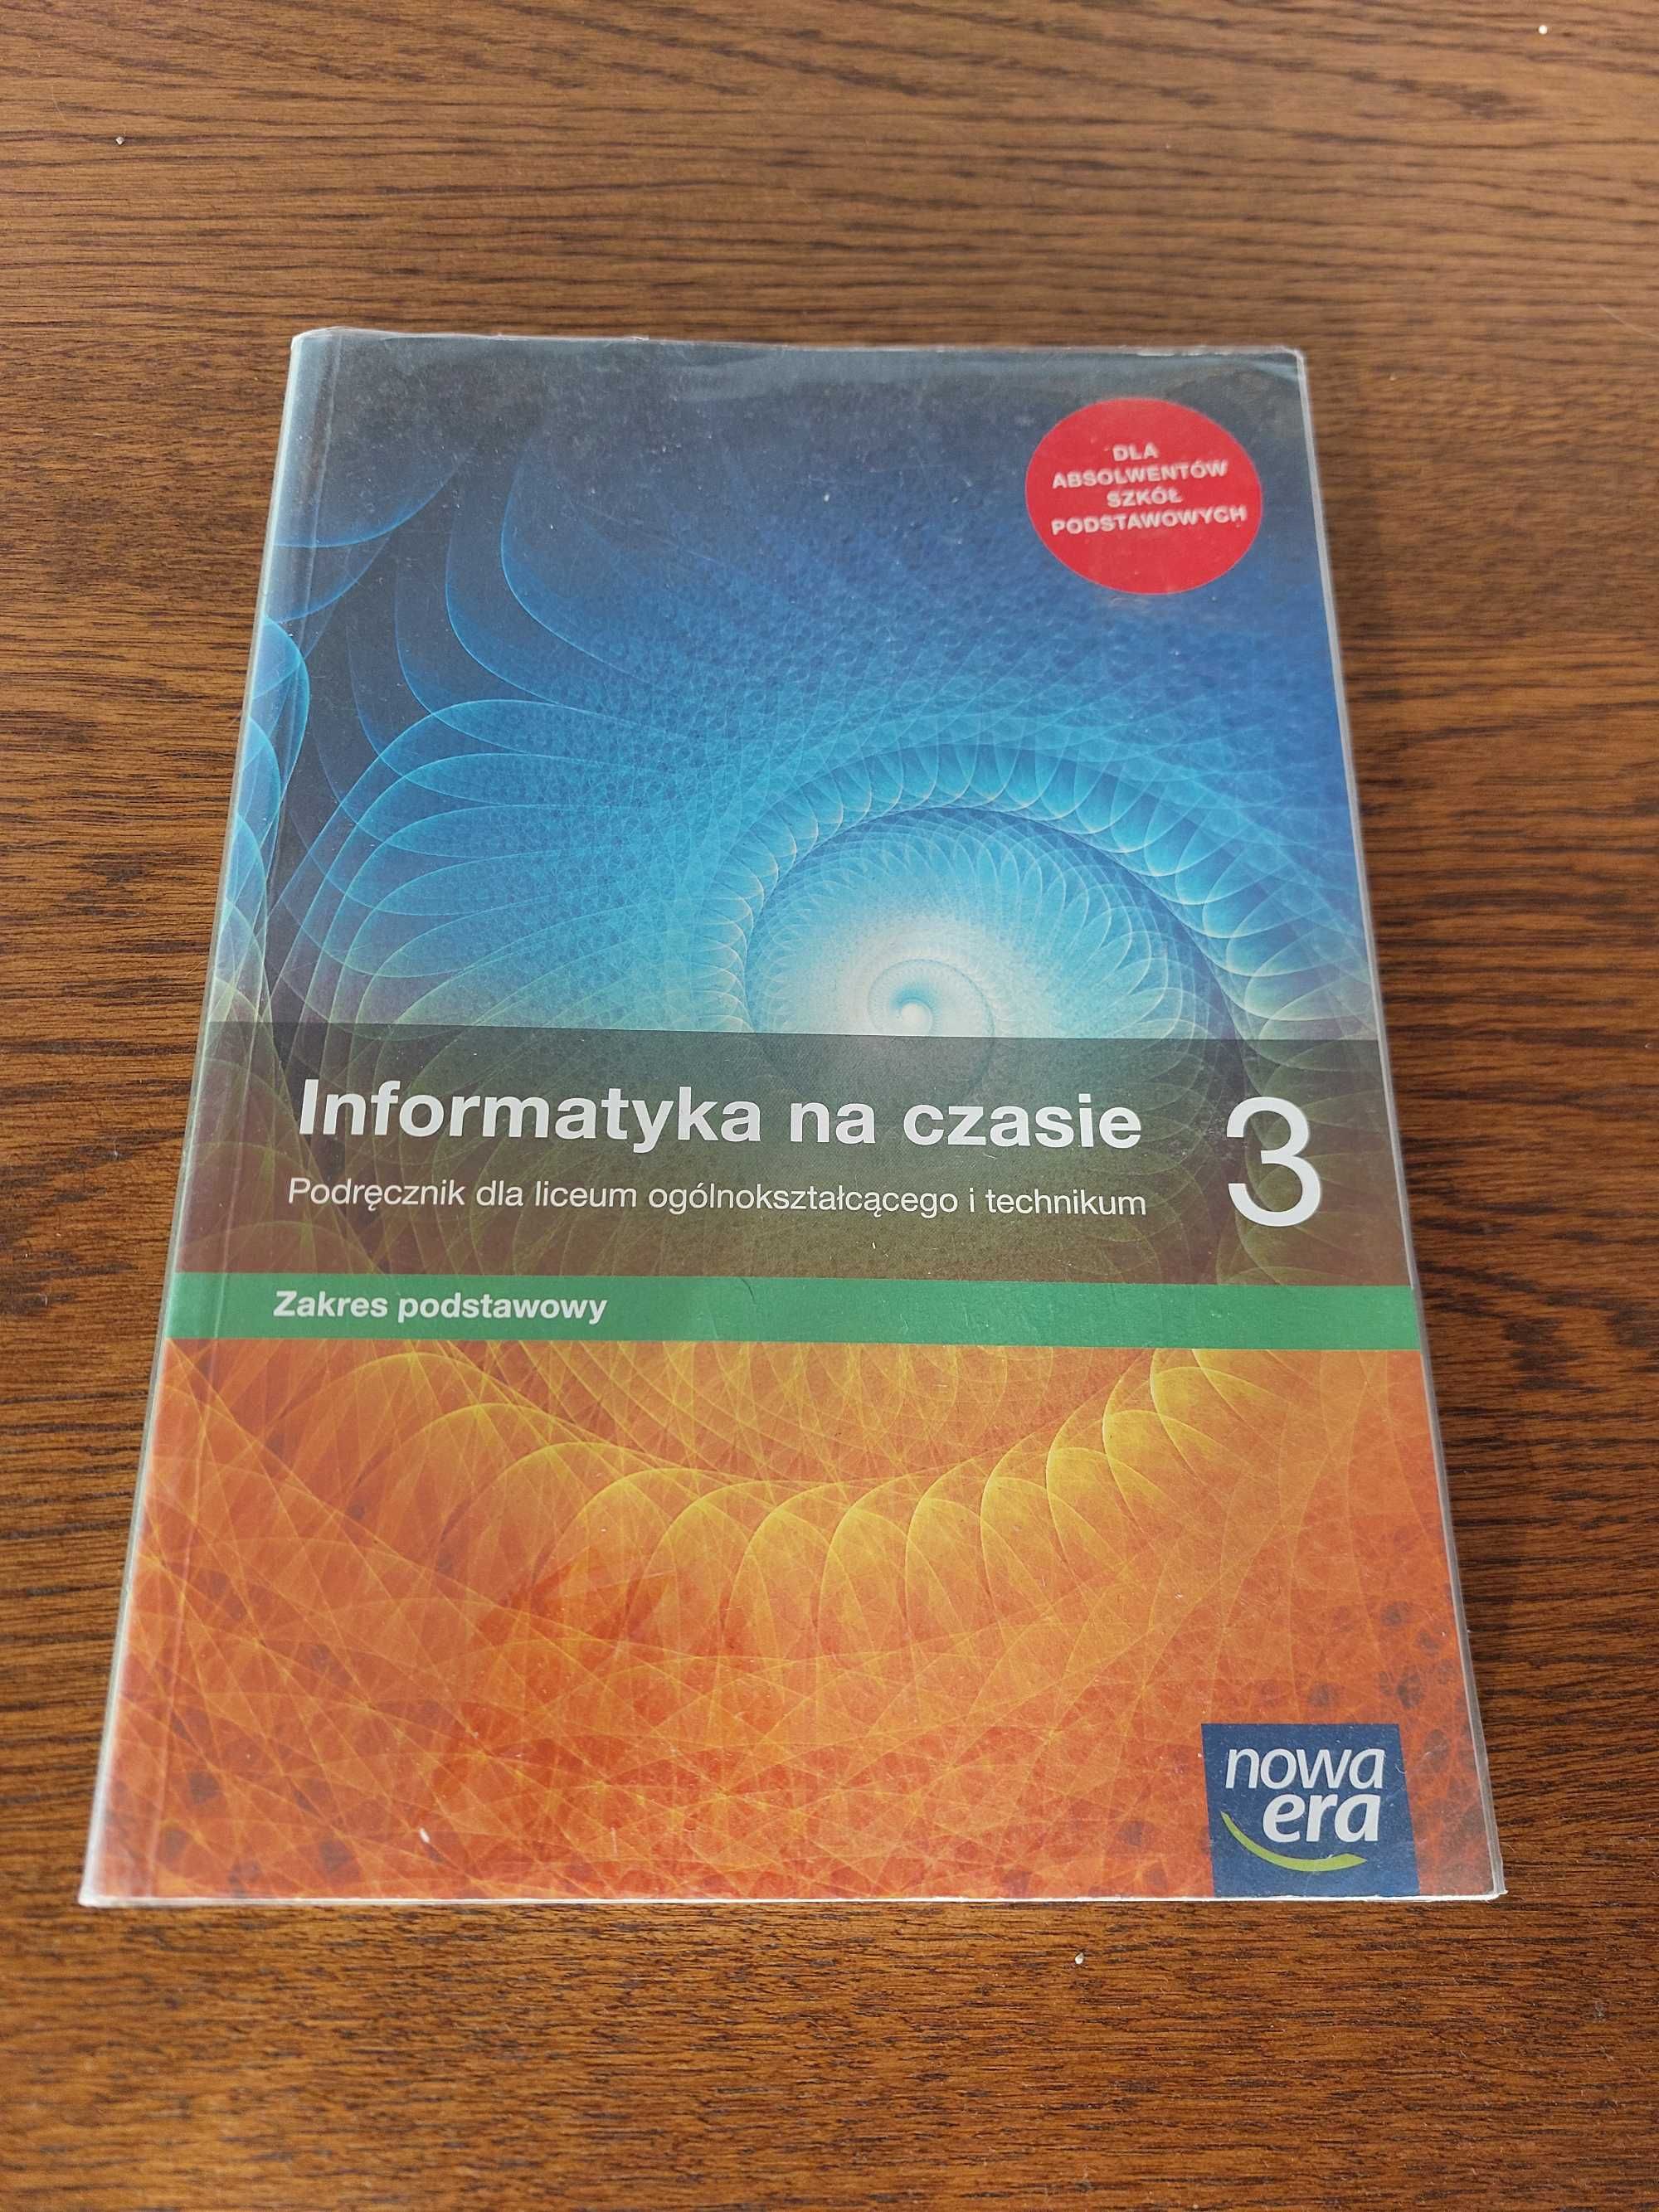 DLA
ABSOLWENTÓW
SZKÓŁ
PODSTAWOWYCH
Informatyka na czasie 3
Podręcznik dla liceum ogólnokształcącego i technikum
Zakres podstawowy
nowa
era